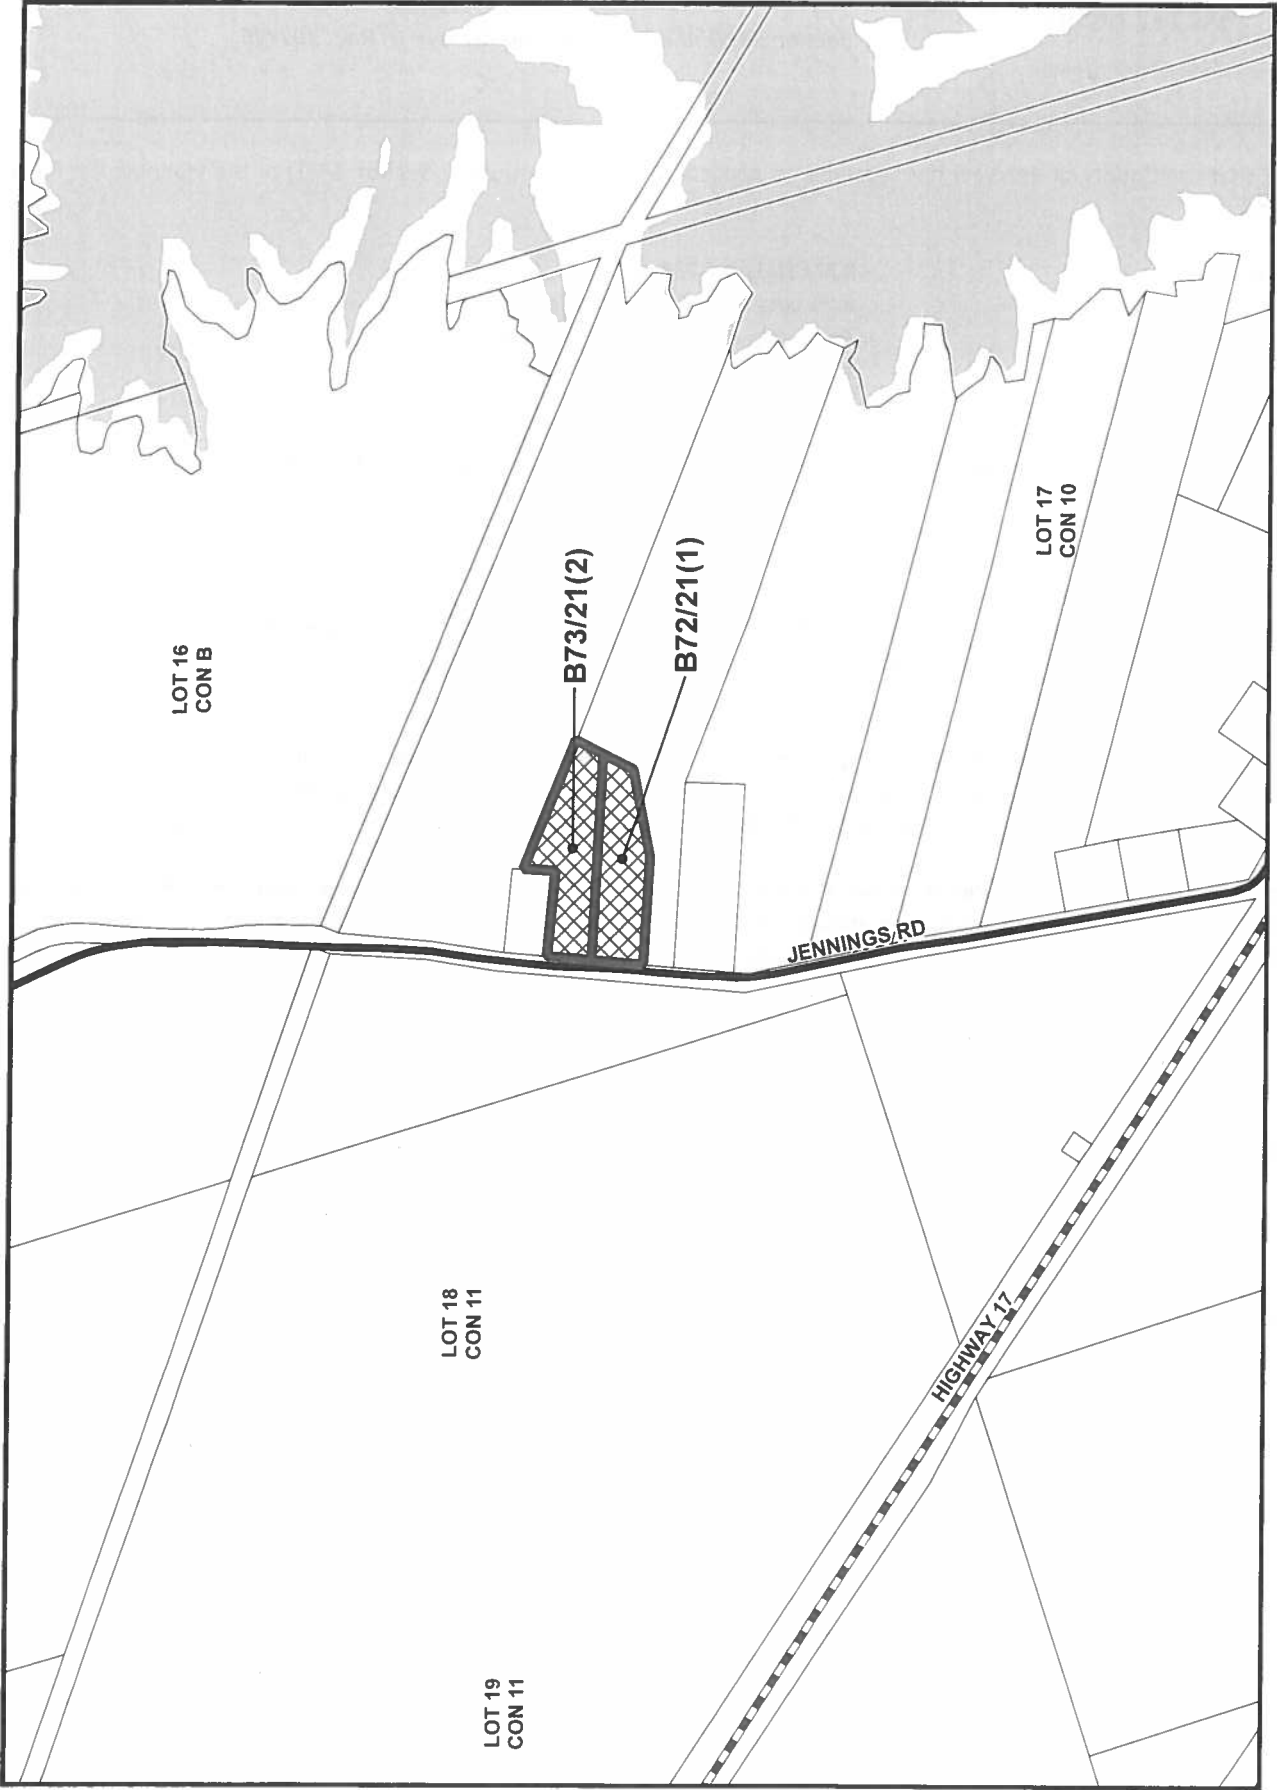 LOT 16
CON B
B73/21(2)
B72/21(1)
LOT 17
CON 10
JENNINGS RD
LOT 18
CON 11
HIGHWAY 17
LOT 19
CON 11